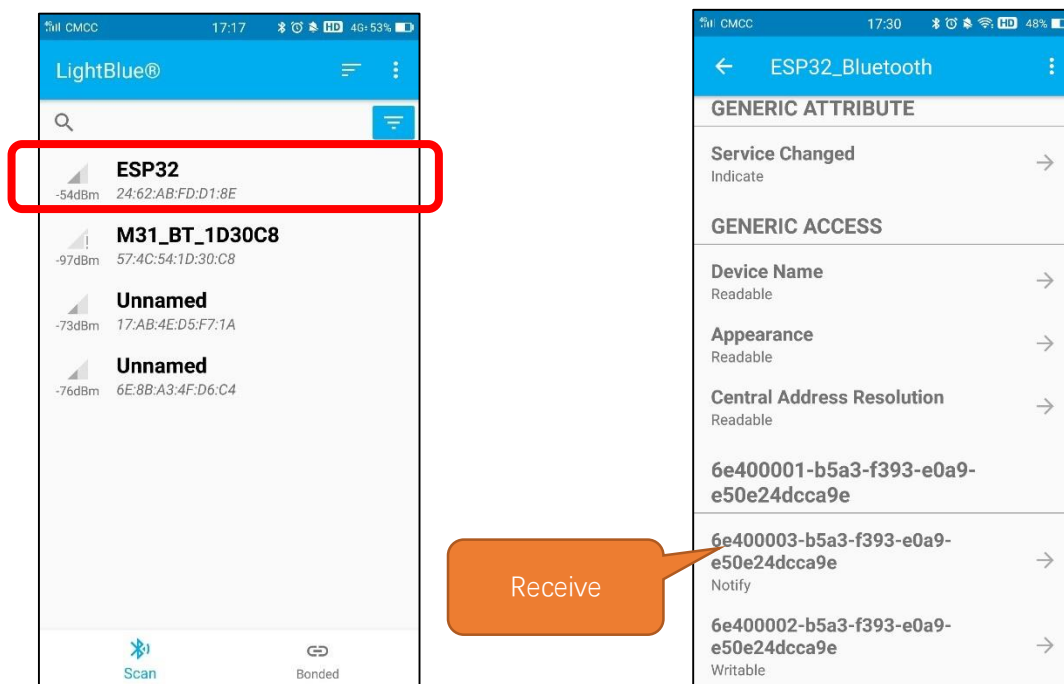 CMCC 17:17 HD 4G 53%
LightBlue®
ESP32
-54dBm 24:62:AB:FD:D1:8E
M31_BT_1D30C8
-97dBm 57:4C:54:1D:30:C8
Unnamed
-73dBm 17:AB:4E:D5:F7:1A
Unnamed
-76dBm 6E:8B:A3:4F:D6:C4
Scan Bonded
Receive
CMCC 17:30 HD 48%
ESP32_Bluetooth
GENERIC ATTRIBUTE
Service Changed
Indicate
GENERIC ACCESS
Device Name
Readable
Appearance
Readable
Central Address Resolution
Readable
6e400001-b5a3-f393-e0a9-
e50e24dcca9e
6e400003-b5a3-f393-e0a9-
e50e24dcca9e
Notify
6e400002-b5a3-f393-e0a9-
e50e24dcca9e
Writable